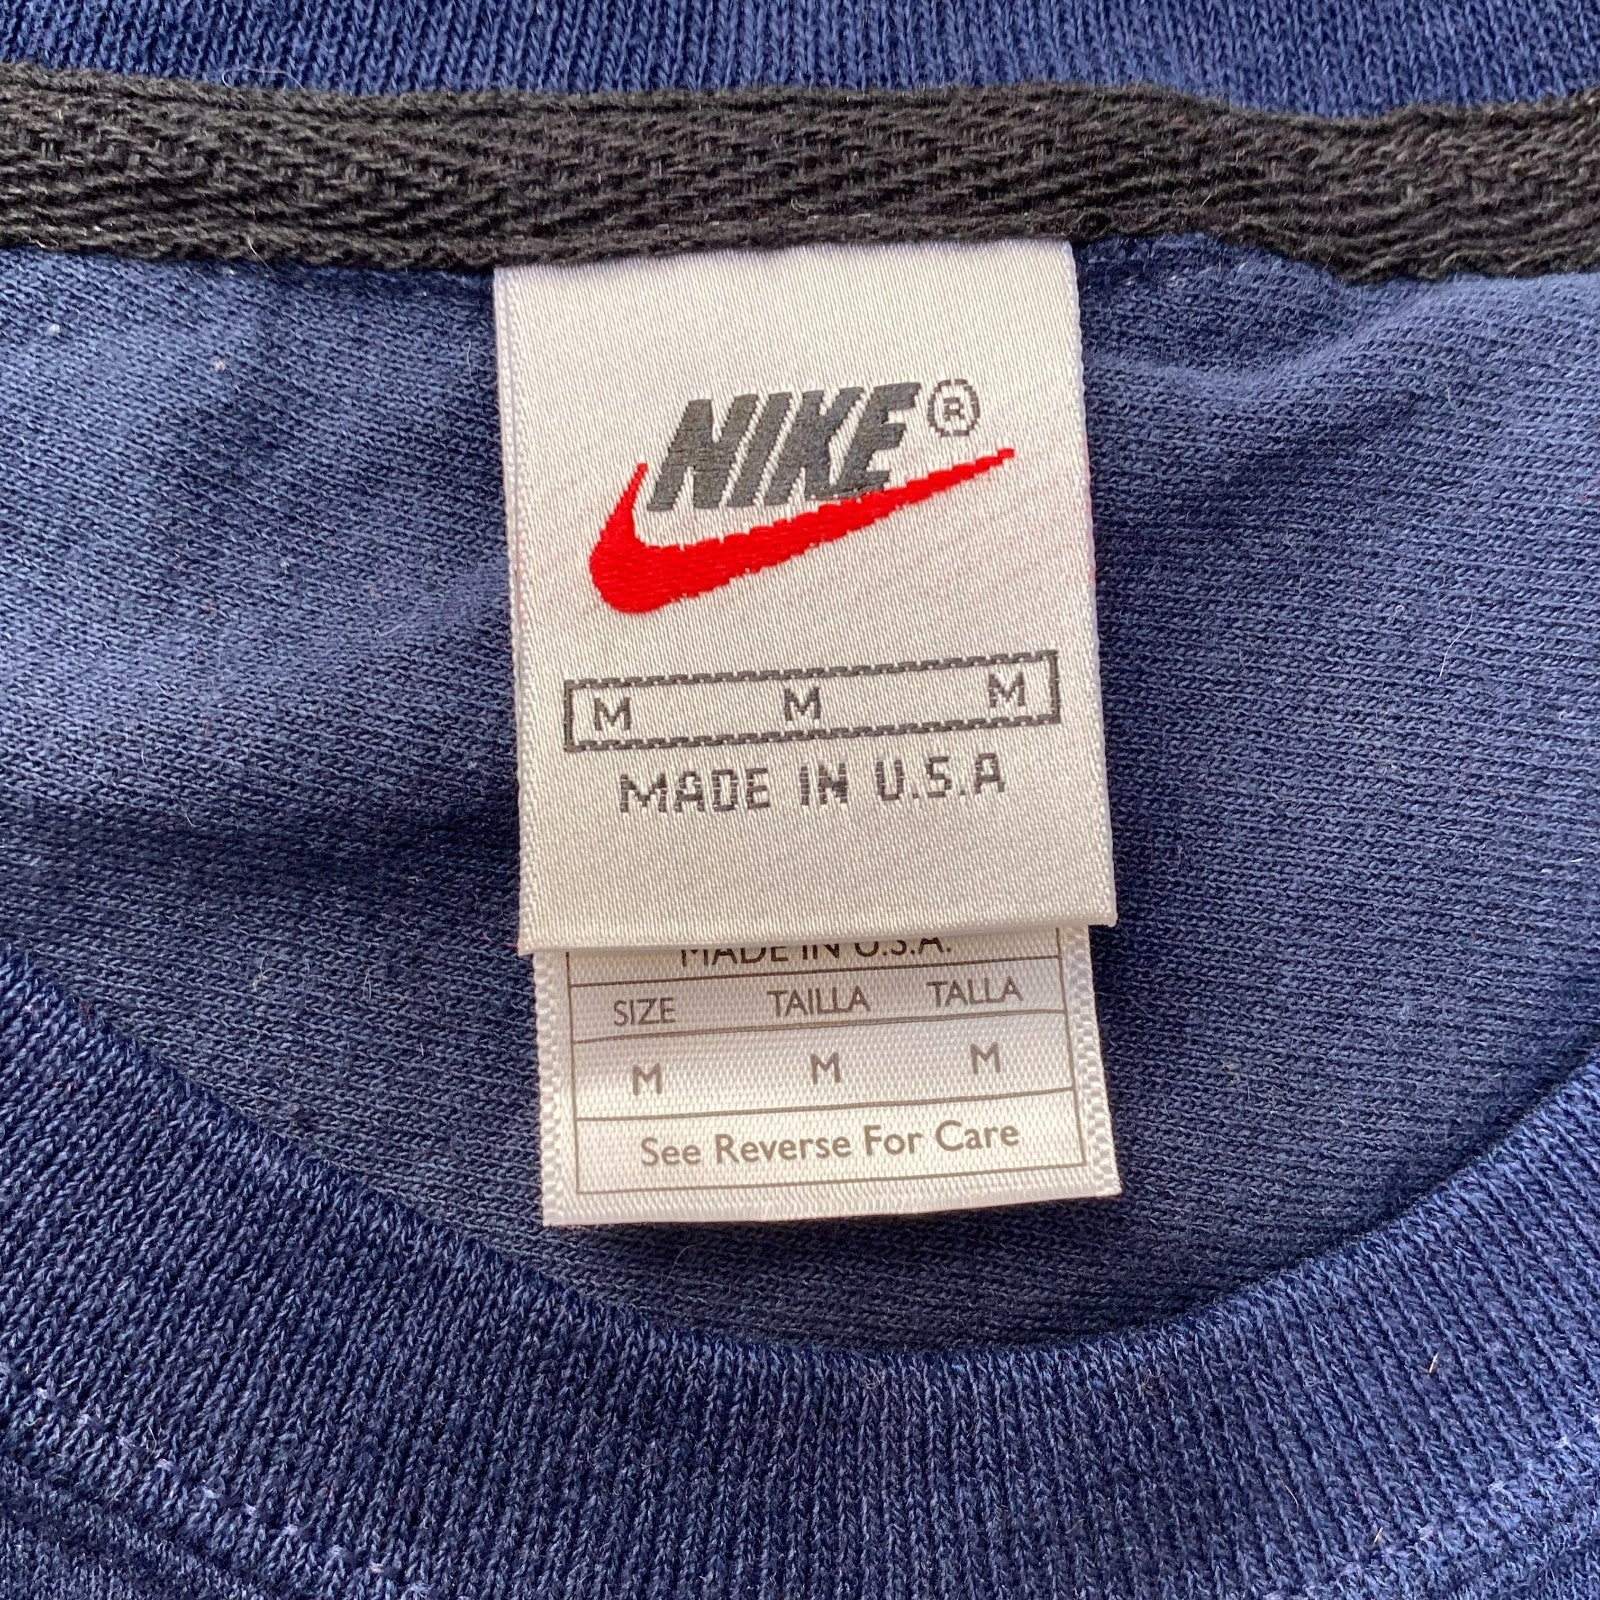 NIKE®
M M M
MADE IN U.S.A
MADE IN U.S.A.
SIZE TAILLA TALLA
M M M
See Reverse For Care